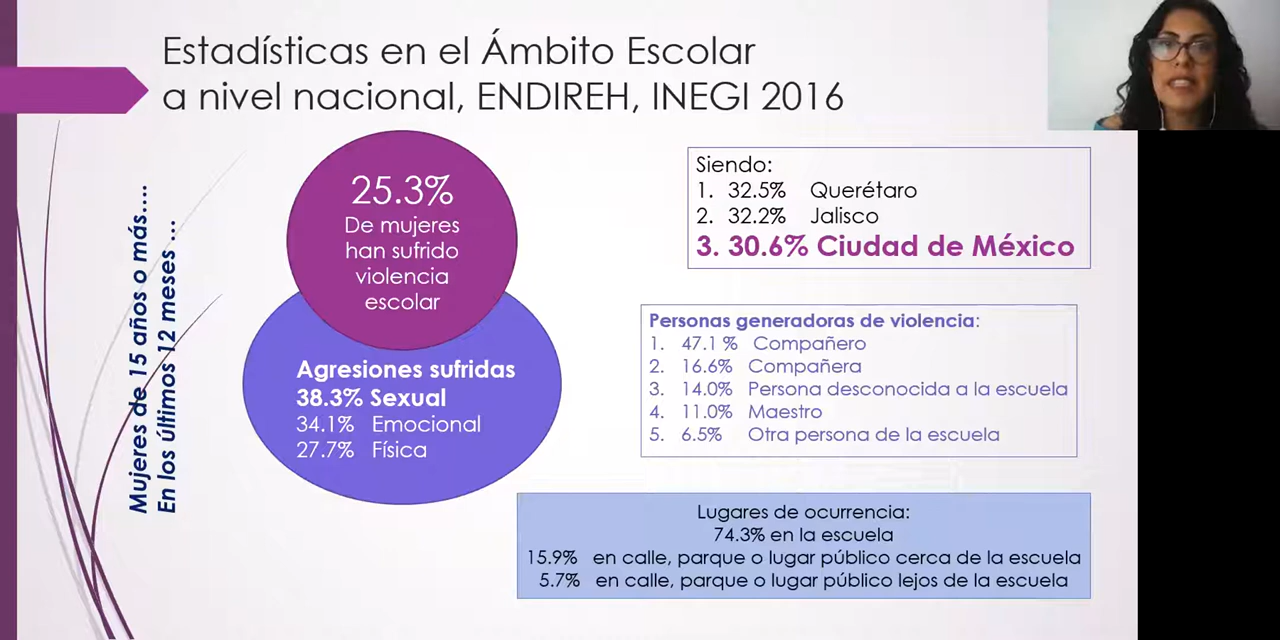 Estadísticas en el Ámbito Escolar
a nivel nacional, ENDIREH, INEGI 2016
Mujeres de 15 años o más....
En los últimos 12 meses ...
25.3%
De mujeres
han sufrido
violencia
escolar
Agresiones sufridas
38.3% Sexual
34.1% Emocional
27.7% Física
Siendo:
1. 32.5% Querétaro
2. 32.2% Jalisco
3. 30.6% Ciudad de México
Personas generadoras de violencia:
1. 47.1 % Compañero
2. 16.6% Compañera
3. 14.0% Persona desconocida a la escuela
4. 11.0% Maestro
5. 6.5% Otra persona de la escuela
Lugares de ocurrencia:
74.3% en la escuela
15.9% en calle, parque o lugar público cerca de la escuela
5.7% en calle, parque o lugar público lejos de la escuela